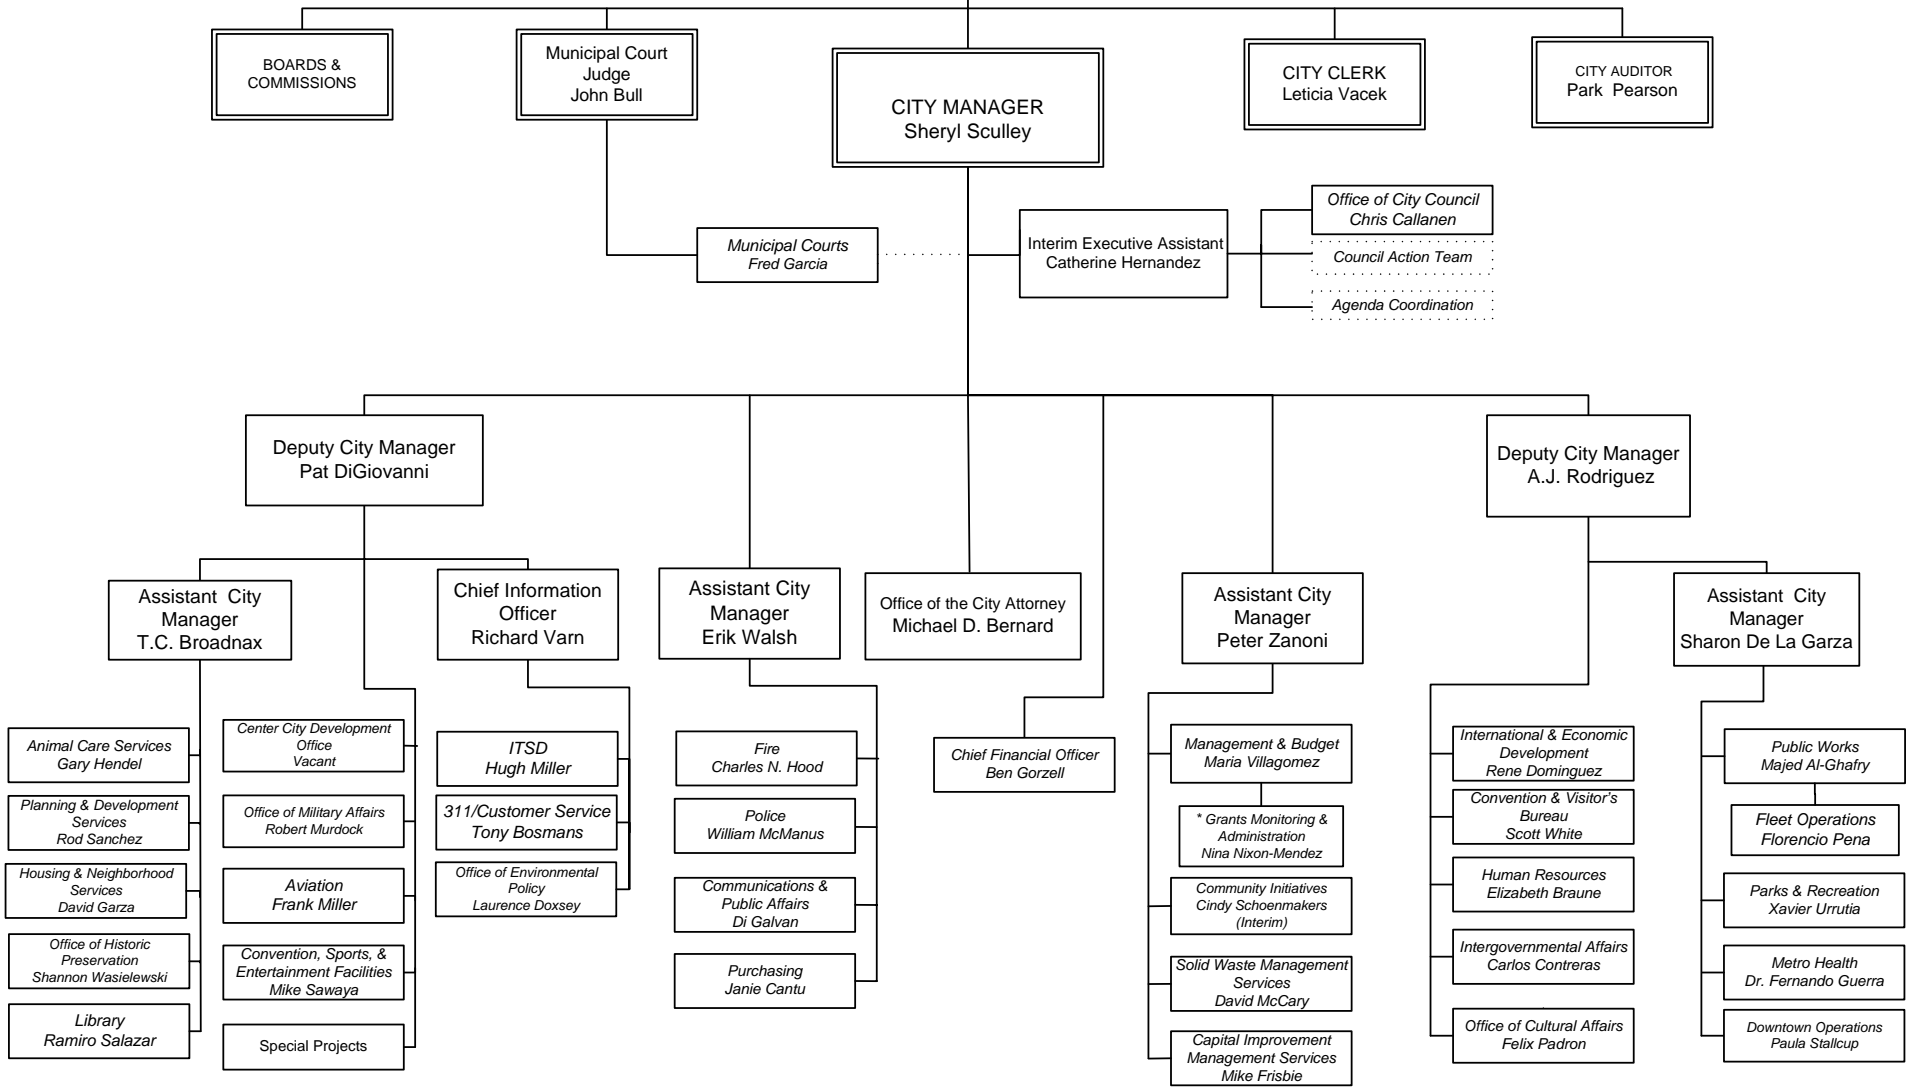 BOARDS &
COMMISSIONS
Municipal Court
Judge
John Bull
CITY MANAGER
Sheryl Sculley
CITY CLERK
Leticia Vacek
CITY AUDITOR
Park Pearson
Municipal Courts
Fred Garcia
Interim Executive Assistant
Catherine Hernandez
Office of City Council
Chris Callanen
Council Action Team
Agenda Coordination
Deputy City Manager
Pat DiGiovanni
Deputy City Manager
A.J. Rodriguez
Assistant City
Manager
T.C. Broadnax
Chief Information
Officer
Richard Varn
Assistant City
Manager
Erik Walsh
Office of the City Attorney
Michael D. Bernard
Assistant City
Manager
Peter Zanoni
Assistant City
Manager
Sharon De La Garza
Animal Care Services
Gary Hendel
Planning & Development
Services
Rod Sanchez
Housing & Neighborhood
Services
David Garza
Office of Historic
Preservation
Shannon Wasielewski
Library
Ramiro Salazar
Center City Development
Office
Vacant
Office of Military Affairs
Robert Murdock
Aviation
Frank Miller
Convention, Sports, &
Entertainment Facilities
Mike Sawaya
Special Projects
ITSD
Hugh Miller
311/Customer Service
Tony Bosmans
Office of Environmental
Policy
Laurence Doxsey
Fire
Charles N. Hood
Police
William McManus
Communications &
Public Affairs
Di Galvan
Purchasing
Janie Cantu
Chief Financial Officer
Ben Gorzell
Management & Budget
Maria Villagomez
* Grants Monitoring &
Administration
Nina Nixon-Mendez
Community Initiatives
Cindy Schoenmakers
(Interim)
Solid Waste Management
Services
David McCary
Capital Improvement
Management Services
Mike Frisbie
International & Economic
Development
Rene Dominguez
Convention & Visitor's
Bureau
Scott White
Human Resources
Elizabeth Braune
Intergovernmental Affairs
Carlos Contreras
Office of Cultural Affairs
Felix Padron
Public Works
Majed Al-Ghafry
Fleet Operations
Florencio Pena
Parks & Recreation
Xavier Urrutia
Metro Health
Dr. Fernando Guerra
Downtown Operations
Paula Stallcup